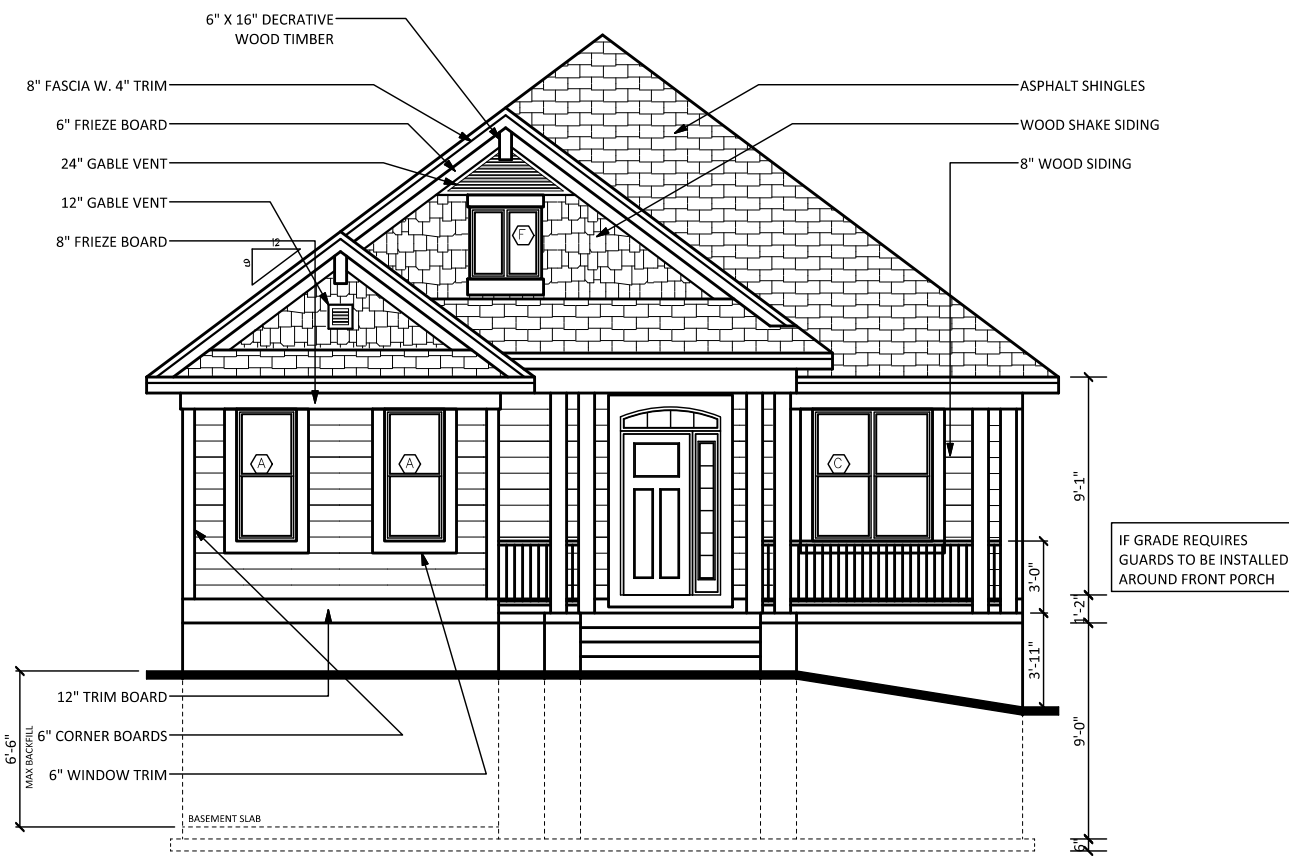 6" X 16" DECRATIVE
WOOD TIMBER
8" FASCIA W. 4" TRIM
6" FRIEZE BOARD
24" GABLE VENT
12" GABLE VENT
8" FRIEZE BOARD
12
9
ASPHALT SHINGLES
WOOD SHAKE SIDING
8" WOOD SIDING
F
A
A
C
9'-1"
3'-0"
1'-2"
3'-11"
9'-0"
6"
IF GRADE REQUIRES
GUARDS TO BE INSTALLED
AROUND FRONT PORCH
12" TRIM BOARD
6" CORNER BOARDS
6" WINDOW TRIM
6'-6"
MAX BACKFILL
BASEMENT SLAB